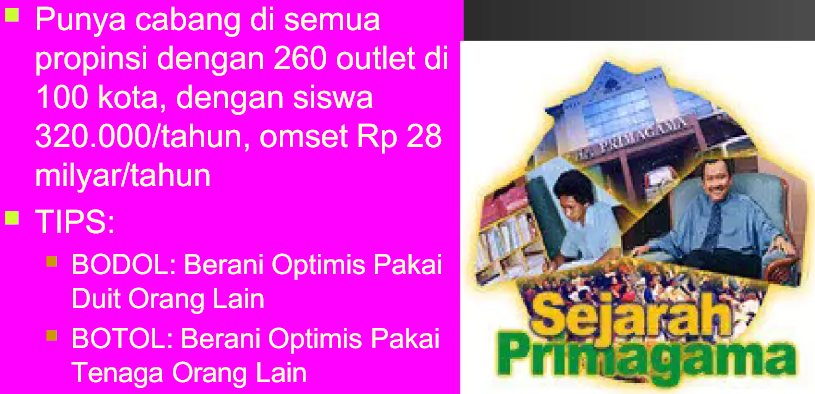 Punya cabang di semua
propinsi dengan 260 outlet di
100 kota, dengan siswa
320.000/tahun, omset Rp 28
milyar/tahun
TIPS:
BODOL: Berani Optimis Pakai
Duit Orang Lain
BOTOL: Berani Optimis Pakai
Tenaga Orang Lain
PRIMAGAMA
Sejarah
Primagama